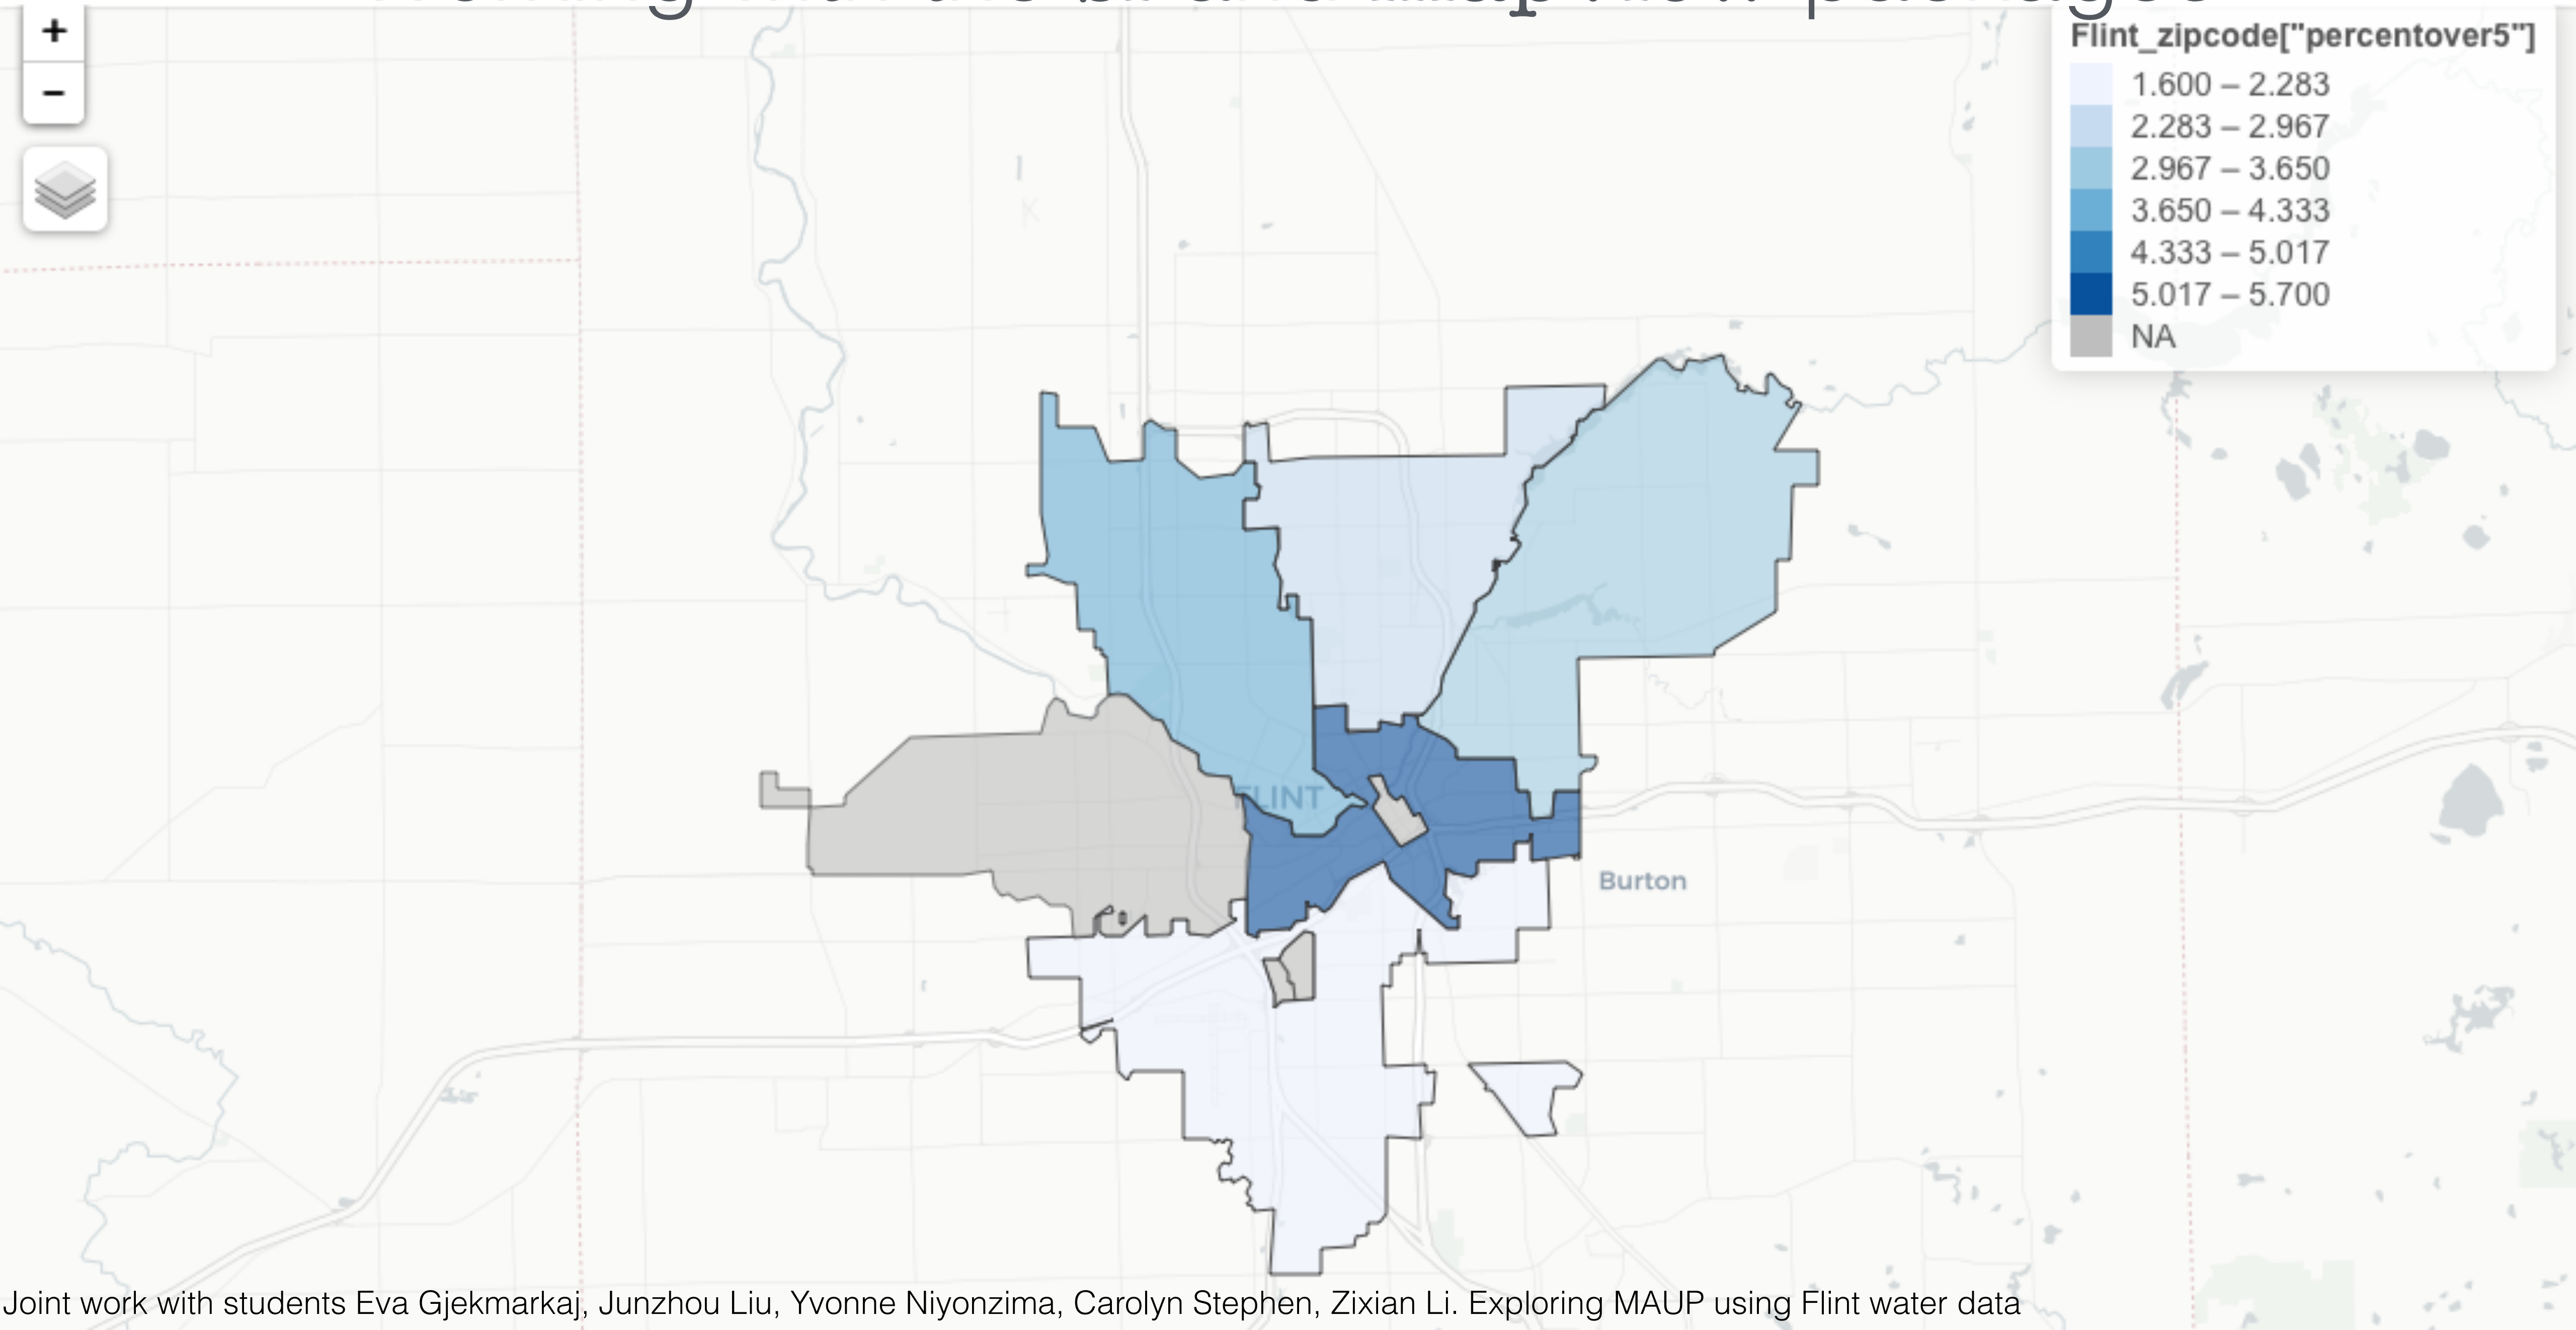 +
−
Flint_zipcode["percentover5"]
1.600 – 2.283
2.283 – 2.967
2.967 – 3.650
3.650 – 4.333
4.333 – 5.017
5.017 – 5.700
NA
FLINT
Burton
Joint work with students Eva Gjekmarkaj, Junzhou Liu, Yvonne Niyonzima, Carolyn Stephen, Zixian Li. Exploring MAUP using Flint water data